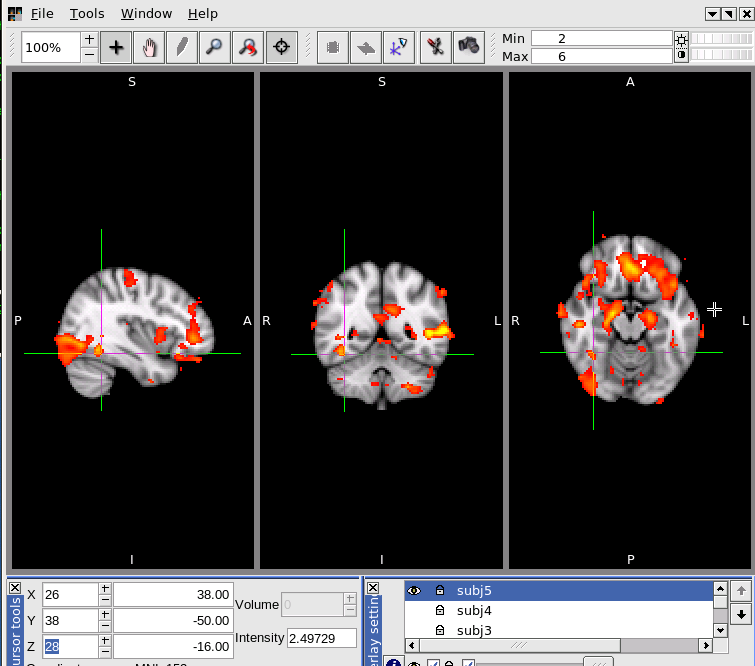 File Tools Window Help
100% + − Min 2
Max 6
S S A
P A R L R L
I I P
X 26 38.00
Y 38 -50.00
Z 28 -16.00
Volume 0
Intensity 2.49729
subj5
subj4
subj3